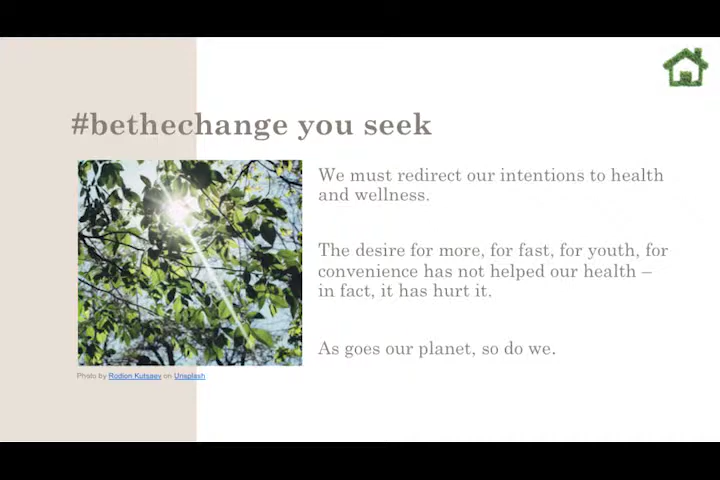 #bethechange you seek
We must redirect our intentions to health
and wellness.
The desire for more, for fast, for youth, for
convenience has not helped our health –
in fact, it has hurt it.
As goes our planet, so do we.
Photo by Rodion Kutsaev on Unsplash